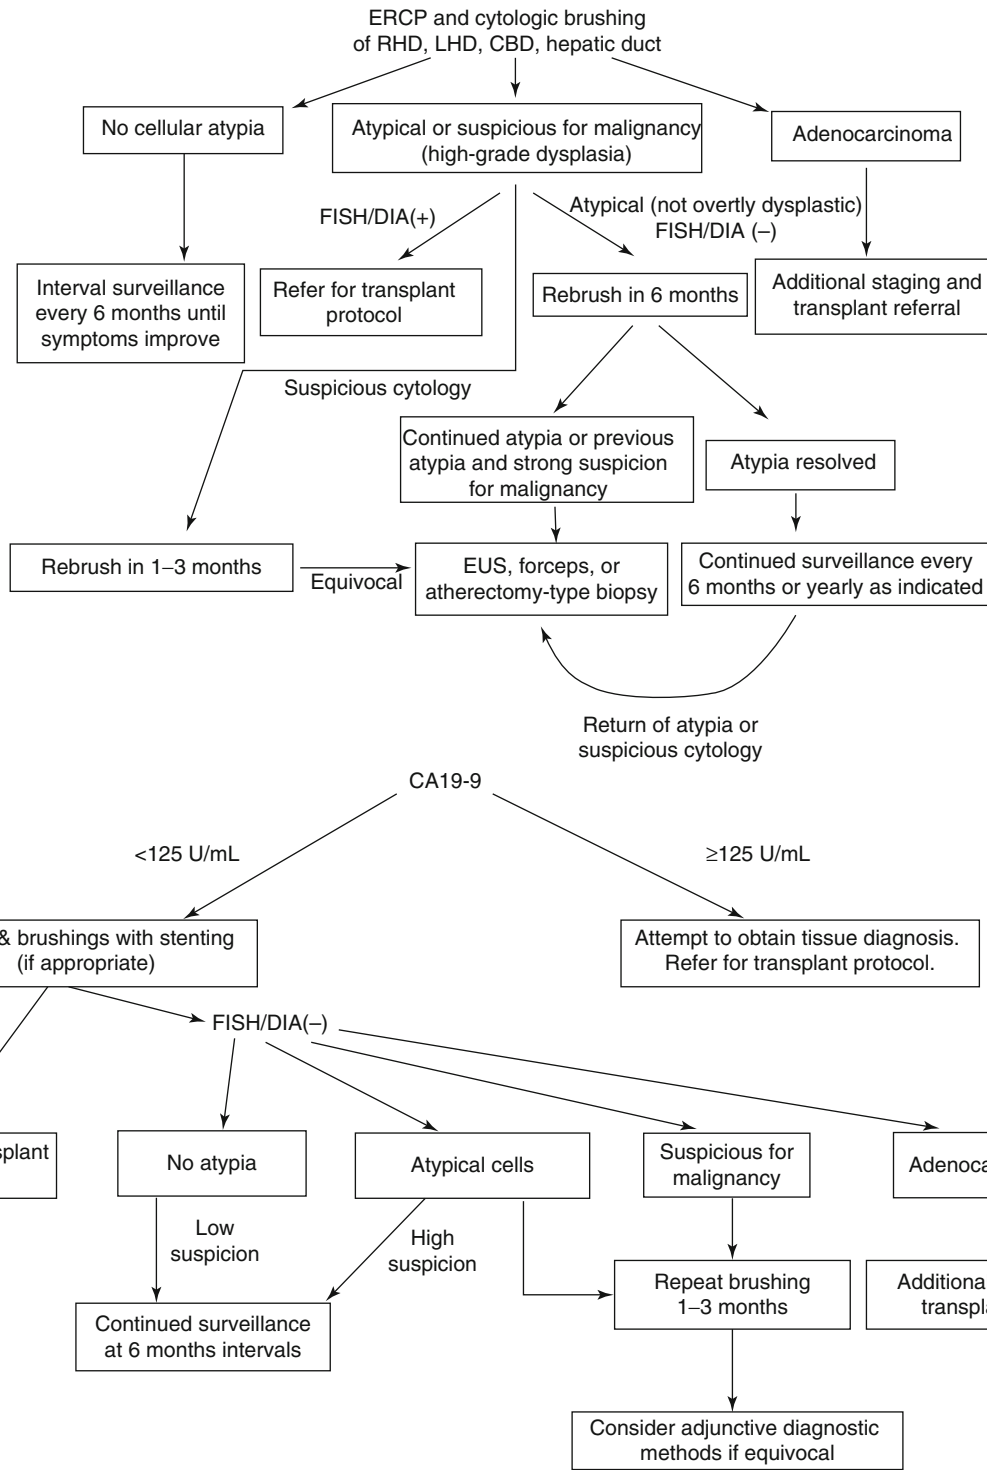 ERCP and cytologic brushing
of RHD, LHD, CBD, hepatic duct
No cellular atypia
Atypical or suspicious for malignancy
(high-grade dysplasia)
Adenocarcinoma
FISH/DIA(+)
Atypical (not overtly dysplastic)
FISH/DIA (–)
Interval surveillance
every 6 months until
symptoms improve
Refer for transplant
protocol
Rebrush in 6 months
Additional staging and
transplant referral
Suspicious cytology
Continued atypia or previous
atypia and strong suspicion
for malignancy
Atypia resolved
Rebrush in 1–3 months
Equivocal
EUS, forceps, or
atherectomy-type biopsy
Continued surveillance every
6 months or yearly as indicated
Return of atypia or
suspicious cytology
CA19-9
<125 U/mL
≥125 U/mL
& brushings with stenting
(if appropriate)
Attempt to obtain tissue diagnosis.
Refer for transplant protocol.
FISH/DIA(–)
splant
No atypia
Atypical cells
Suspicious for
malignancy
Adenoca
Low
suspicion
High
suspicion
Continued surveillance
at 6 months intervals
Repeat brushing
1–3 months
Additional
transpla
Consider adjunctive diagnostic
methods if equivocal